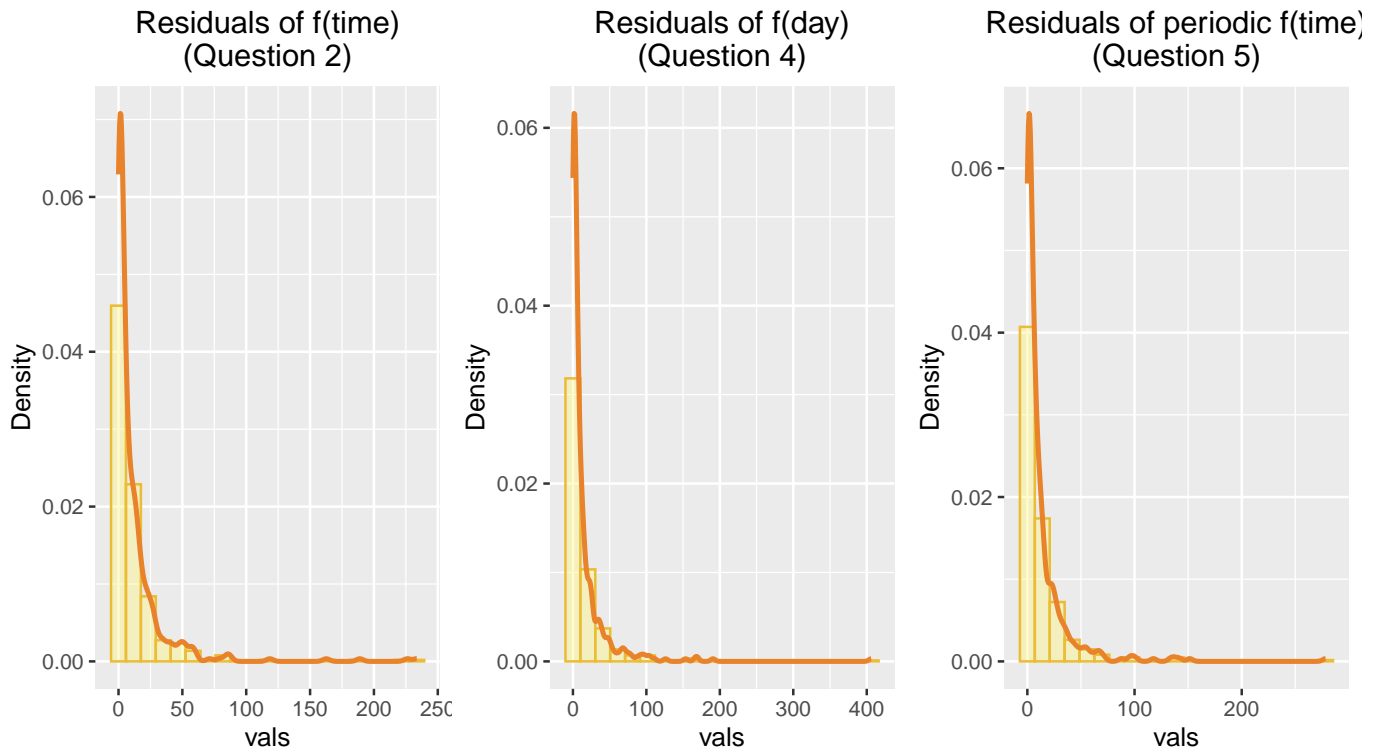 Residuals of f(time)
(Question 2)
Density
0.06
0.04
0.02
0.00
0 50 100 150 200 250
vals
Residuals of f(day)
(Question 4)
Density
0.06
0.04
0.02
0.00
0 100 200 300 400
vals
Residuals of periodic f(time)
(Question 5)
Density
0.06
0.04
0.02
0.00
0 100 200
vals